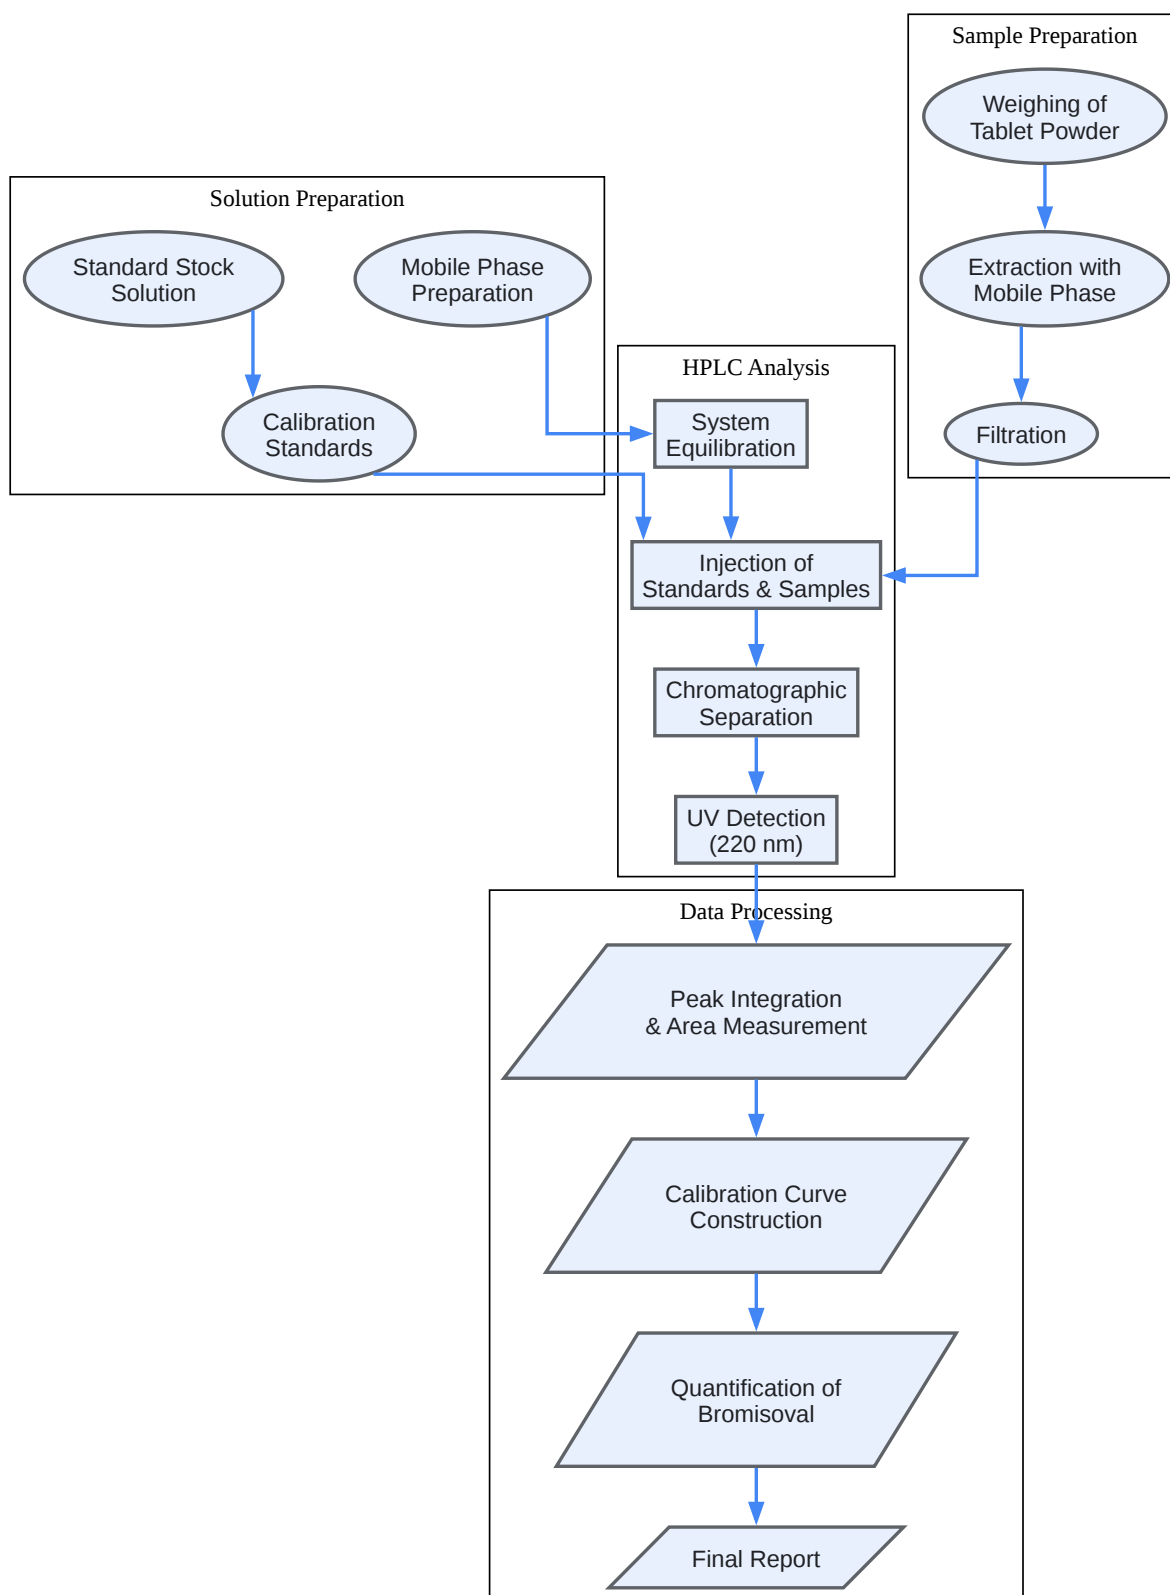 Sample Preparation
Weighing of
Tablet Powder
Extraction with
Mobile Phase
Filtration
Solution Preparation
Standard Stock
Solution
Mobile Phase
Preparation
Calibration
Standards
HPLC Analysis
System
Equilibration
Injection of
Standards & Samples
Chromatographic
Separation
UV Detection
(220 nm)
Data Processing
Peak Integration
& Area Measurement
Calibration Curve
Construction
Quantification of
Bromisoval
Final Report